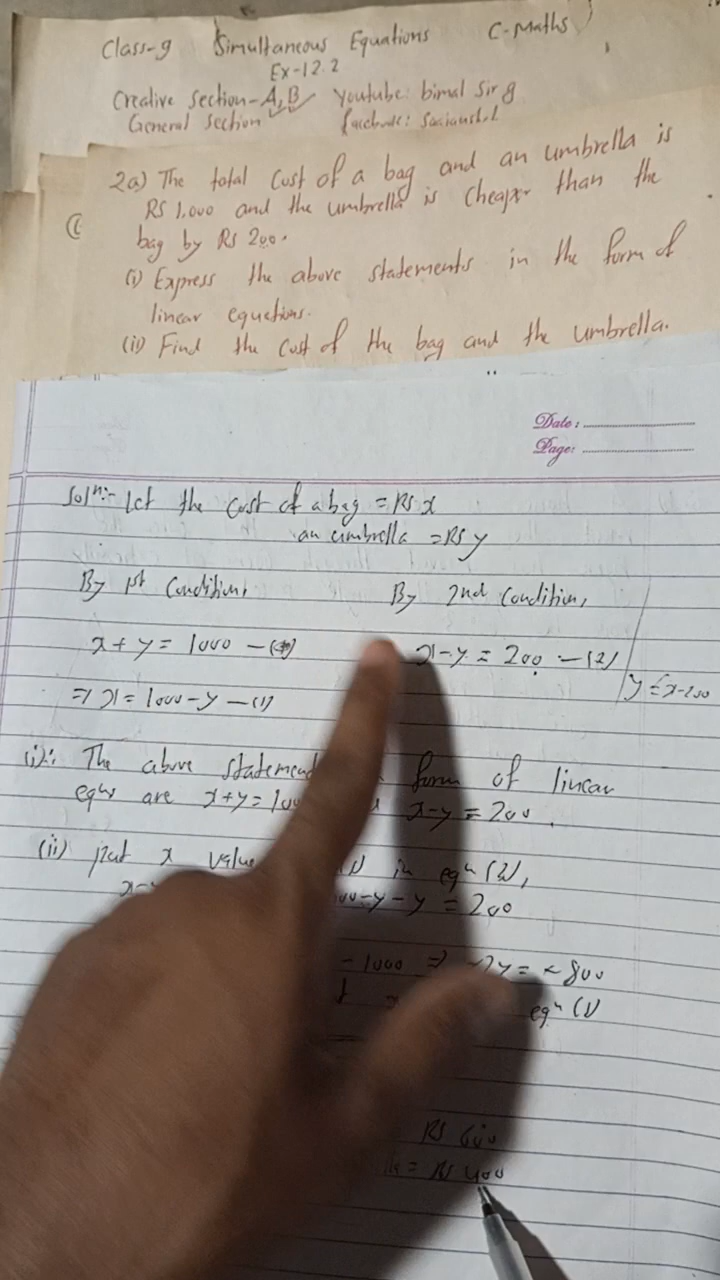 Class-9 Simultaneous Equations C-Maths
Ex-12.2
Creative Section-A,B Youtube: bimal Sir g
General Section facebook:
2a) The total Cost of a bag and an umbrella is
RS 1,000 and the umbrella is Cheaper than the
bag by RS 200.
(i) Express the above statements in the form of
linear equations.
(ii) Find the Cost of the bag and the umbrella.
Date:
Page:
Solⁿ:- Let the Cost of a bag = RS x
an umbrella = RS y
By 1st Condition, By 2nd Condition,
x + y = 1000 x - y = 200 - (2)
y = x-200
=> x = 1000 - y - (1)
(i): The above Statement form of linear
eqns are x+y = x-y = 200.
(ii) put x value in eqⁿ (2),
-y-y = 200
- 1000 => = -800
eqⁿ (1)
RS 600
= RS 400